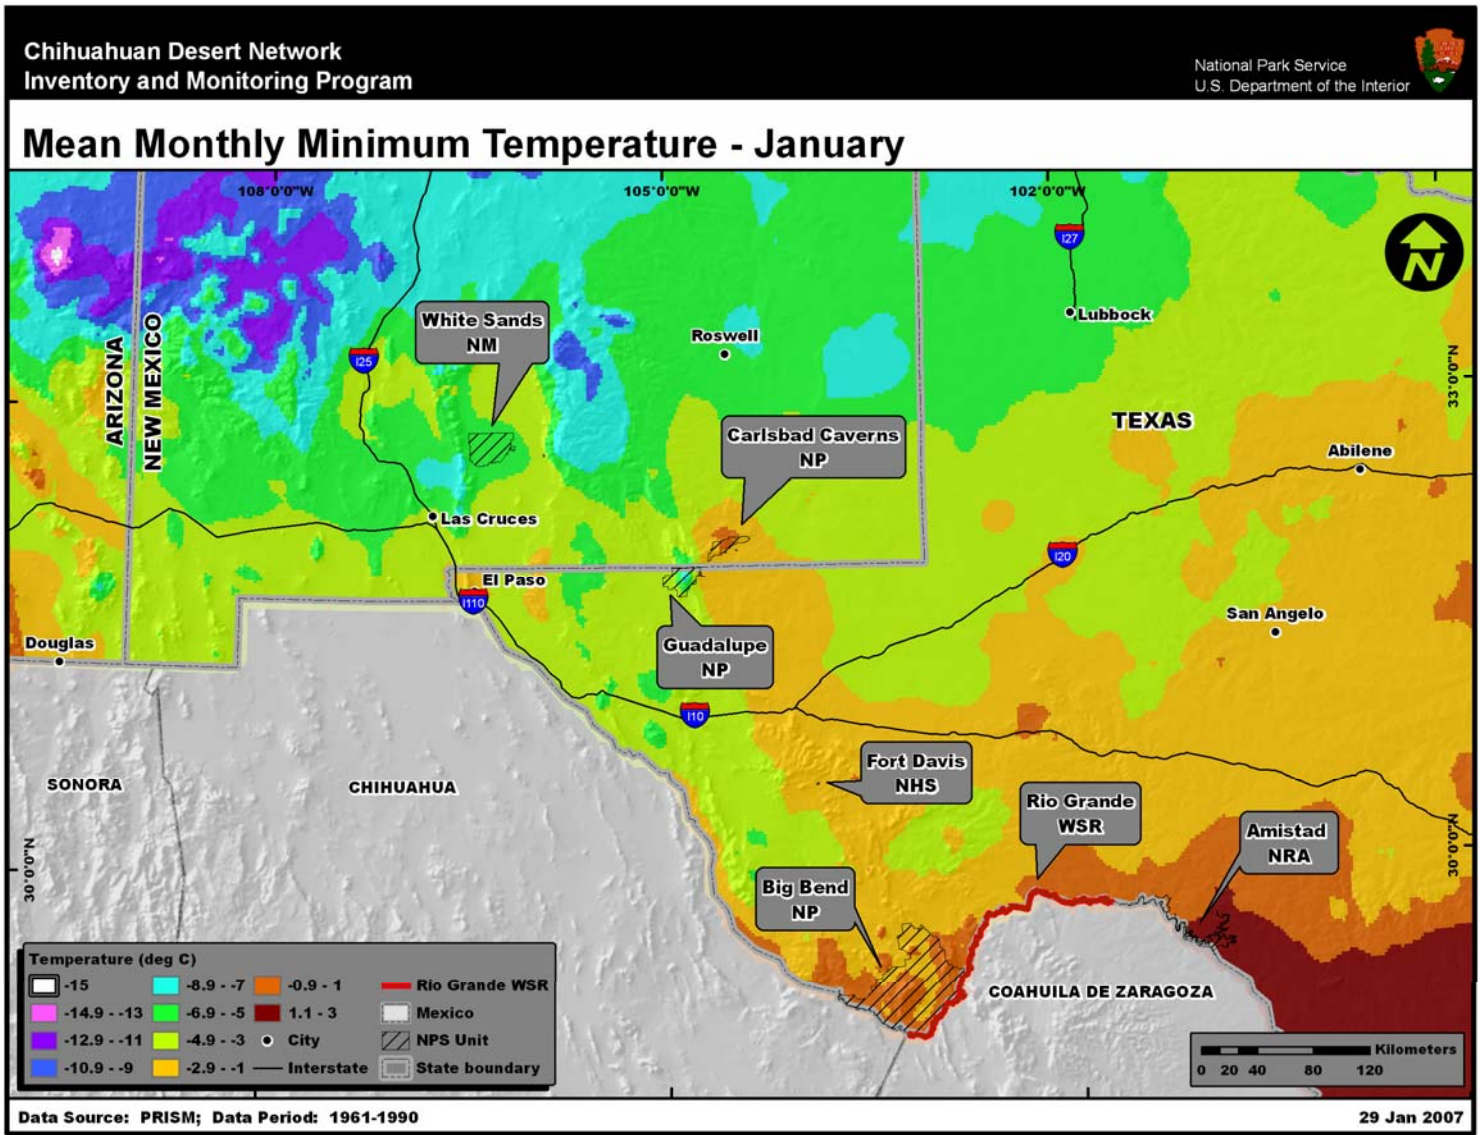 Chihuahuan Desert Network
Inventory and Monitoring Program
National Park Service
U.S. Department of the Interior
Mean Monthly Minimum Temperature - January
108°0'0"W
105°0'0"W
102°0'0"W
I27
N
White Sands
NM
Lubbock
ARIZONA
NEW MEXICO
Roswell
I25
33°0'0"N
Carlsbad Caverns
NP
TEXAS
Abilene
Las Cruces
I20
El Paso
I110
San Angelo
Douglas
Guadalupe
NP
I10
Fort Davis
NHS
SONORA
CHIHUAHUA
Rio Grande
WSR
Amistad
NRA
30°0'0"N
30°0'0"N
Big Bend
NP
COAHUILA DE ZARAGOZA
Temperature (deg C)
-15
-14.9 - -13
-12.9 - -11
-10.9 - -9
-8.9 - -7
-6.9 - -5
-4.9 - -3
-2.9 - -1
-0.9 - 1
1.1 - 3
City
Interstate
Rio Grande WSR
Mexico
NPS Unit
State boundary
Kilometers
0 20 40 80 120
Data Source: PRISM; Data Period: 1961-1990
29 Jan 2007